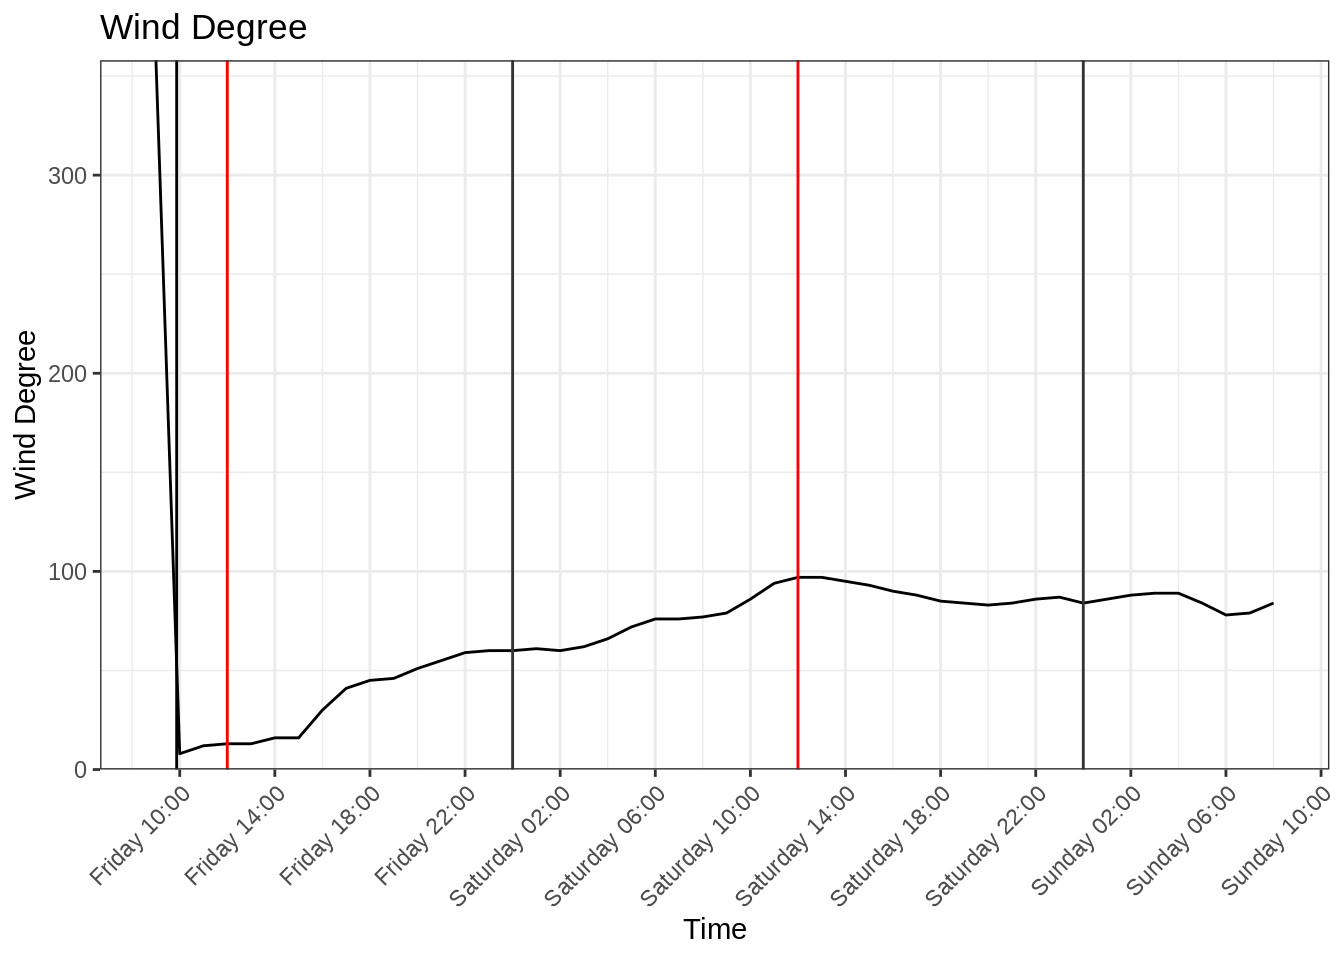 Wind Degree
Wind Degree
300
200
100
0
Friday 10:00
Friday 14:00
Friday 18:00
Friday 22:00
Saturday 02:00
Saturday 06:00
Saturday 10:00
Saturday 14:00
Saturday 18:00
Saturday 22:00
Sunday 02:00
Sunday 06:00
Sunday 10:00
Time